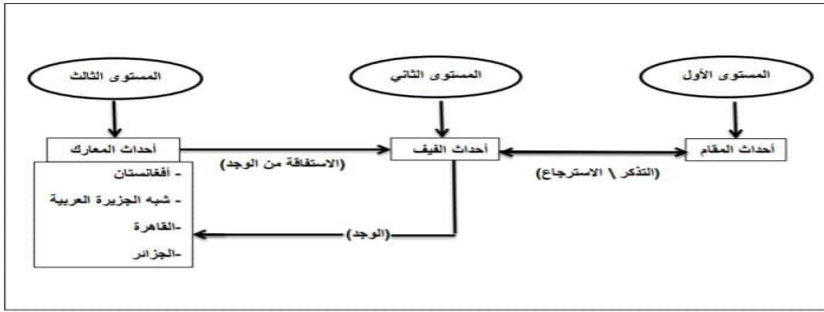 المستوى الأول
المستوى الثاني
المستوى الثالث
أحداث المقام
أحداث الفيف
أحداث المعارك
(التذكر \ الاسترجاع)
(الاستفاقة من الوجد)
- أفغانستان
- شبه الجزيرة العربية
-القاهرة
-الجزائر
(الوجد)